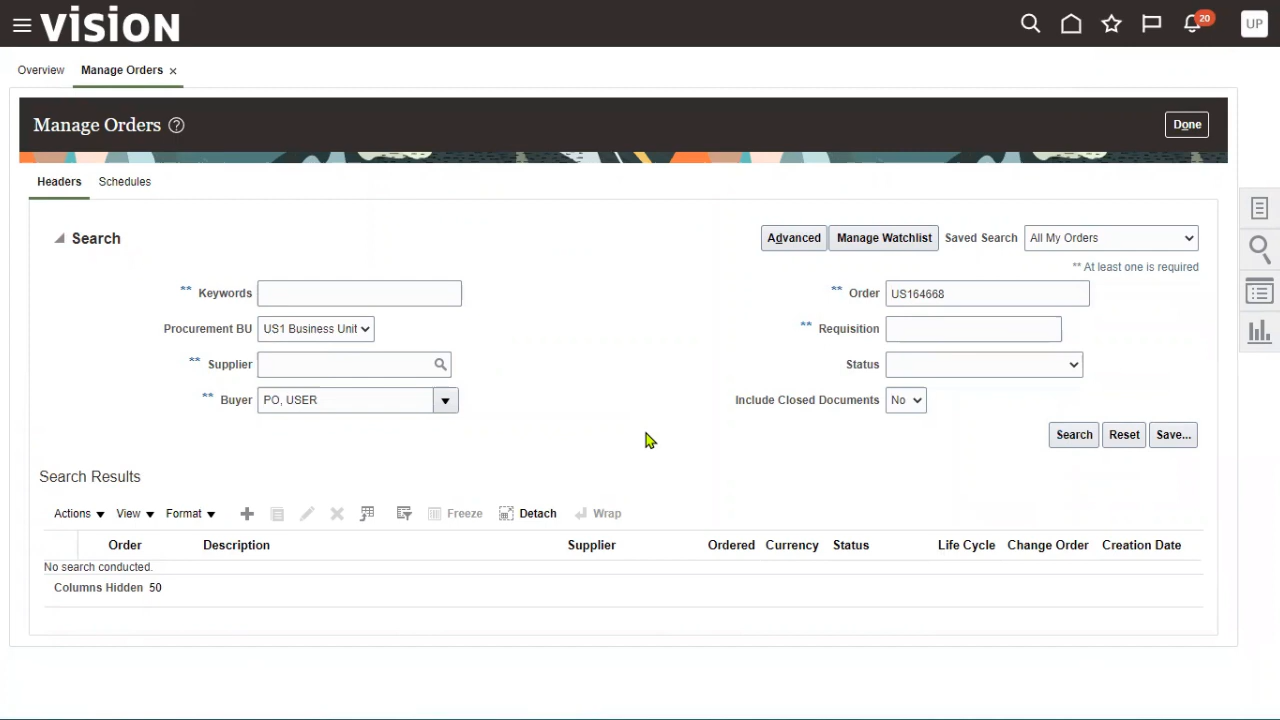 vision
20
UP
Overview Manage Orders ×
Manage Orders ? Done
Headers Schedules
Search Advanced Manage Watchlist Saved Search All My Orders
** At least one is required
** Keywords ** Order US164668
Procurement BU US1 Business Unit ** Requisition
** Supplier Status
** Buyer PO, USER Include Closed Documents No
Search Reset Save...
Search Results
Actions View Format Freeze Detach Wrap
Order Description Supplier Ordered Currency Status Life Cycle Change Order Creation Date
No search conducted.
Columns Hidden 50